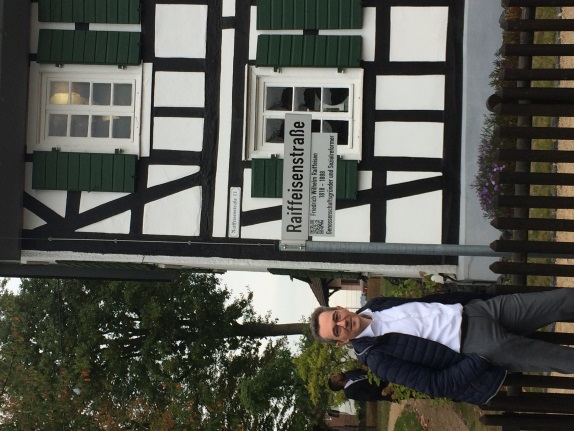 Raiffeisenstraße
Friedrich Wilhelm Raiffeisen
1818 - 1888
Genossenschaftsgründer und Sozialreformer